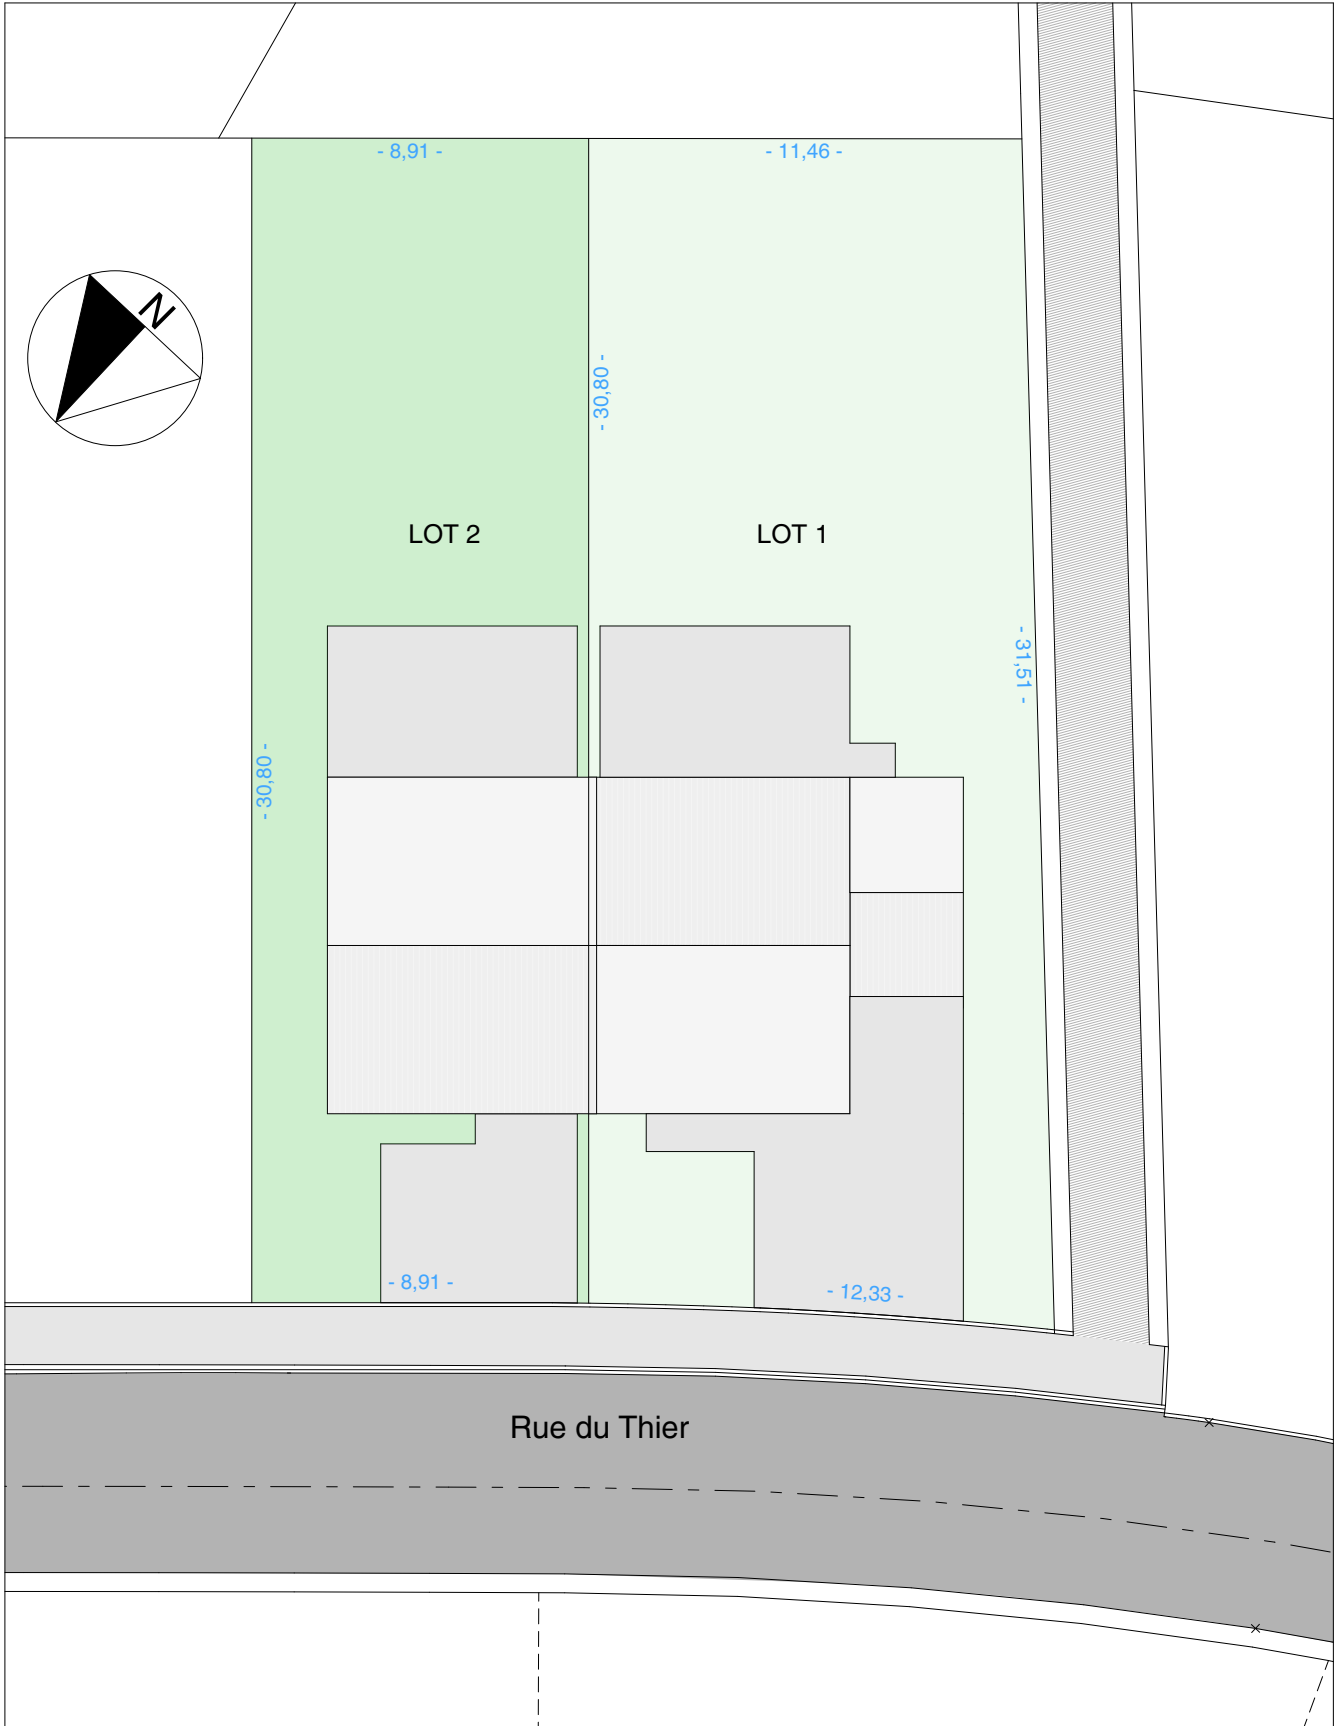 - 8,91 -
- 11,46 -
N
- 30,80 -
LOT 2
LOT 1
- 31,51 -
- 30,80 -
- 8,91 -
- 12,33 -
Rue du Thier